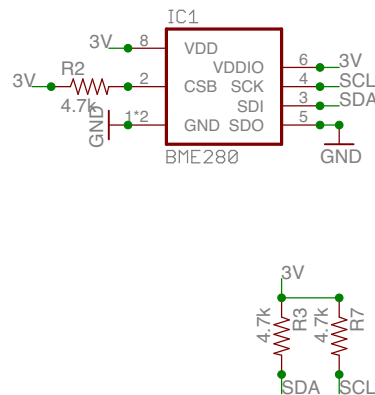 IC1
3V 8 VDD
VDDIO 6 3V
3V R2 4.7k 2 CSB SCK 4 SCL
SDI 3 SDA
GND 1*2 GND SDO 5
BME280
GND
3V
4.7k R3 4.7k R7
SDA SCL